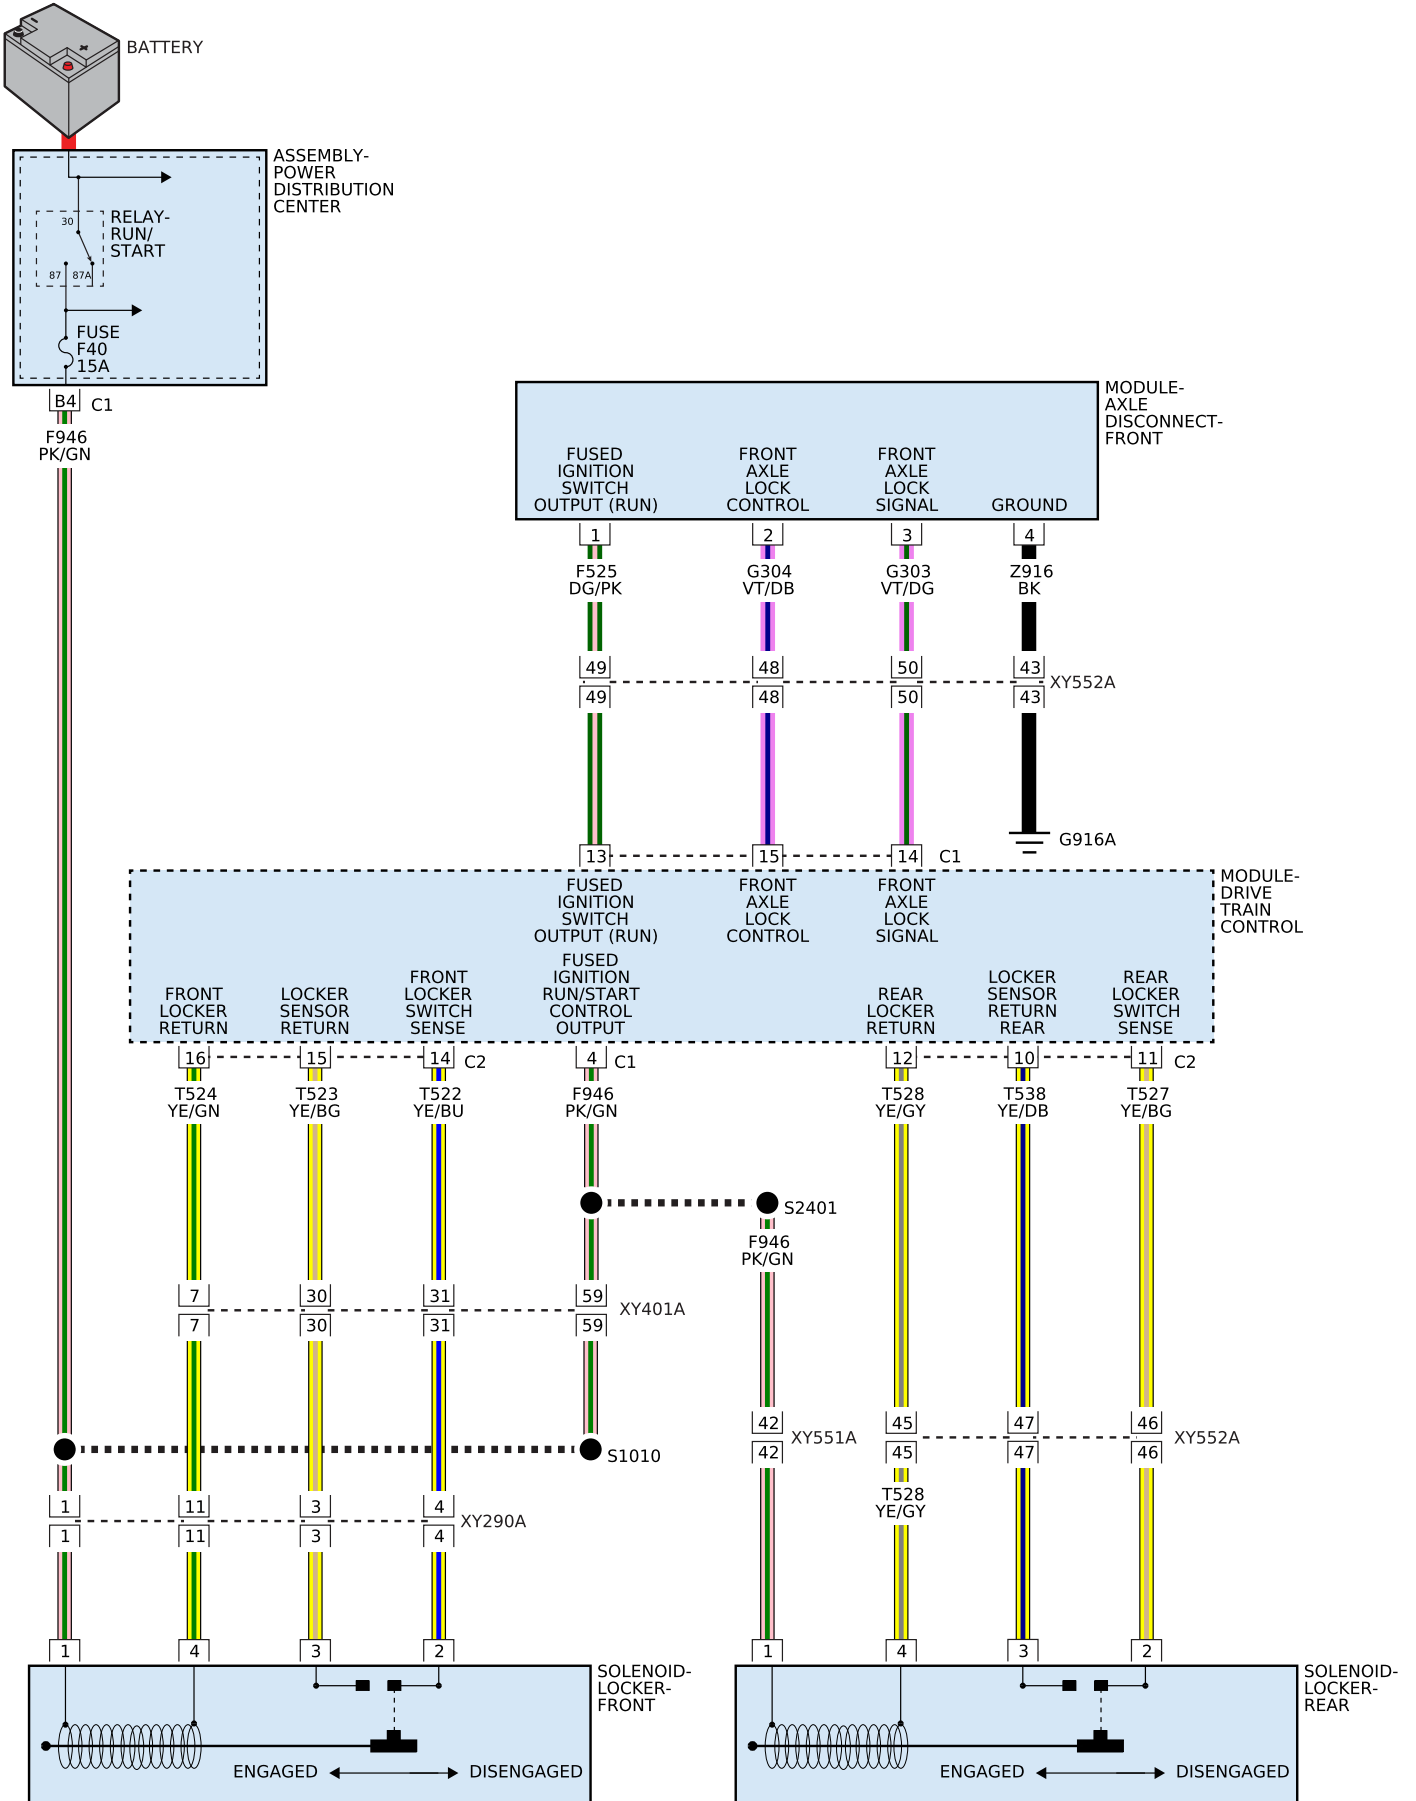 BATTERY
ASSEMBLY-
POWER
DISTRIBUTION
CENTER
30
RELAY-
RUN/
START
87 87A
FUSE
F40
15A
B4 C1
F946
PK/GN
MODULE-
AXLE
DISCONNECT-
FRONT
FUSED
IGNITION
SWITCH
OUTPUT (RUN)
FRONT
AXLE
LOCK
CONTROL
FRONT
AXLE
LOCK
SIGNAL
GROUND
1 2 3 4
F525
DG/PK
G304
VT/DB
G303
VT/DG
Z916
BK
49 48 50 43
XY552A
49 48 50 43
G916A
13 15 14 C1
MODULE-
DRIVE
TRAIN
CONTROL
FUSED
IGNITION
SWITCH
OUTPUT (RUN)
FRONT
AXLE
LOCK
CONTROL
FRONT
AXLE
LOCK
SIGNAL
FRONT
LOCKER
RETURN
LOCKER
SENSOR
RETURN
FRONT
LOCKER
SWITCH
SENSE
FUSED
IGNITION
RUN/START
CONTROL
OUTPUT
REAR
LOCKER
RETURN
LOCKER
SENSOR
RETURN
REAR
REAR
LOCKER
SWITCH
SENSE
16 15 14 C2 4 C1 12 10 11 C2
T524
YE/GN
T523
YE/BG
T522
YE/BU
F946
PK/GN
T528
YE/GY
T538
YE/DB
T527
YE/BG
S2401
F946
PK/GN
7 30 31 59
XY401A
7 30 31 59
42 45 47 46
XY551A
XY552A
42 45 47 46
S1010
T528
YE/GY
1 11 3 4
XY290A
1 11 3 4
1 4 3 2
1 4 3 2
SOLENOID-
LOCKER-
FRONT
SOLENOID-
LOCKER-
REAR
ENGAGED DISENGAGED
ENGAGED DISENGAGED